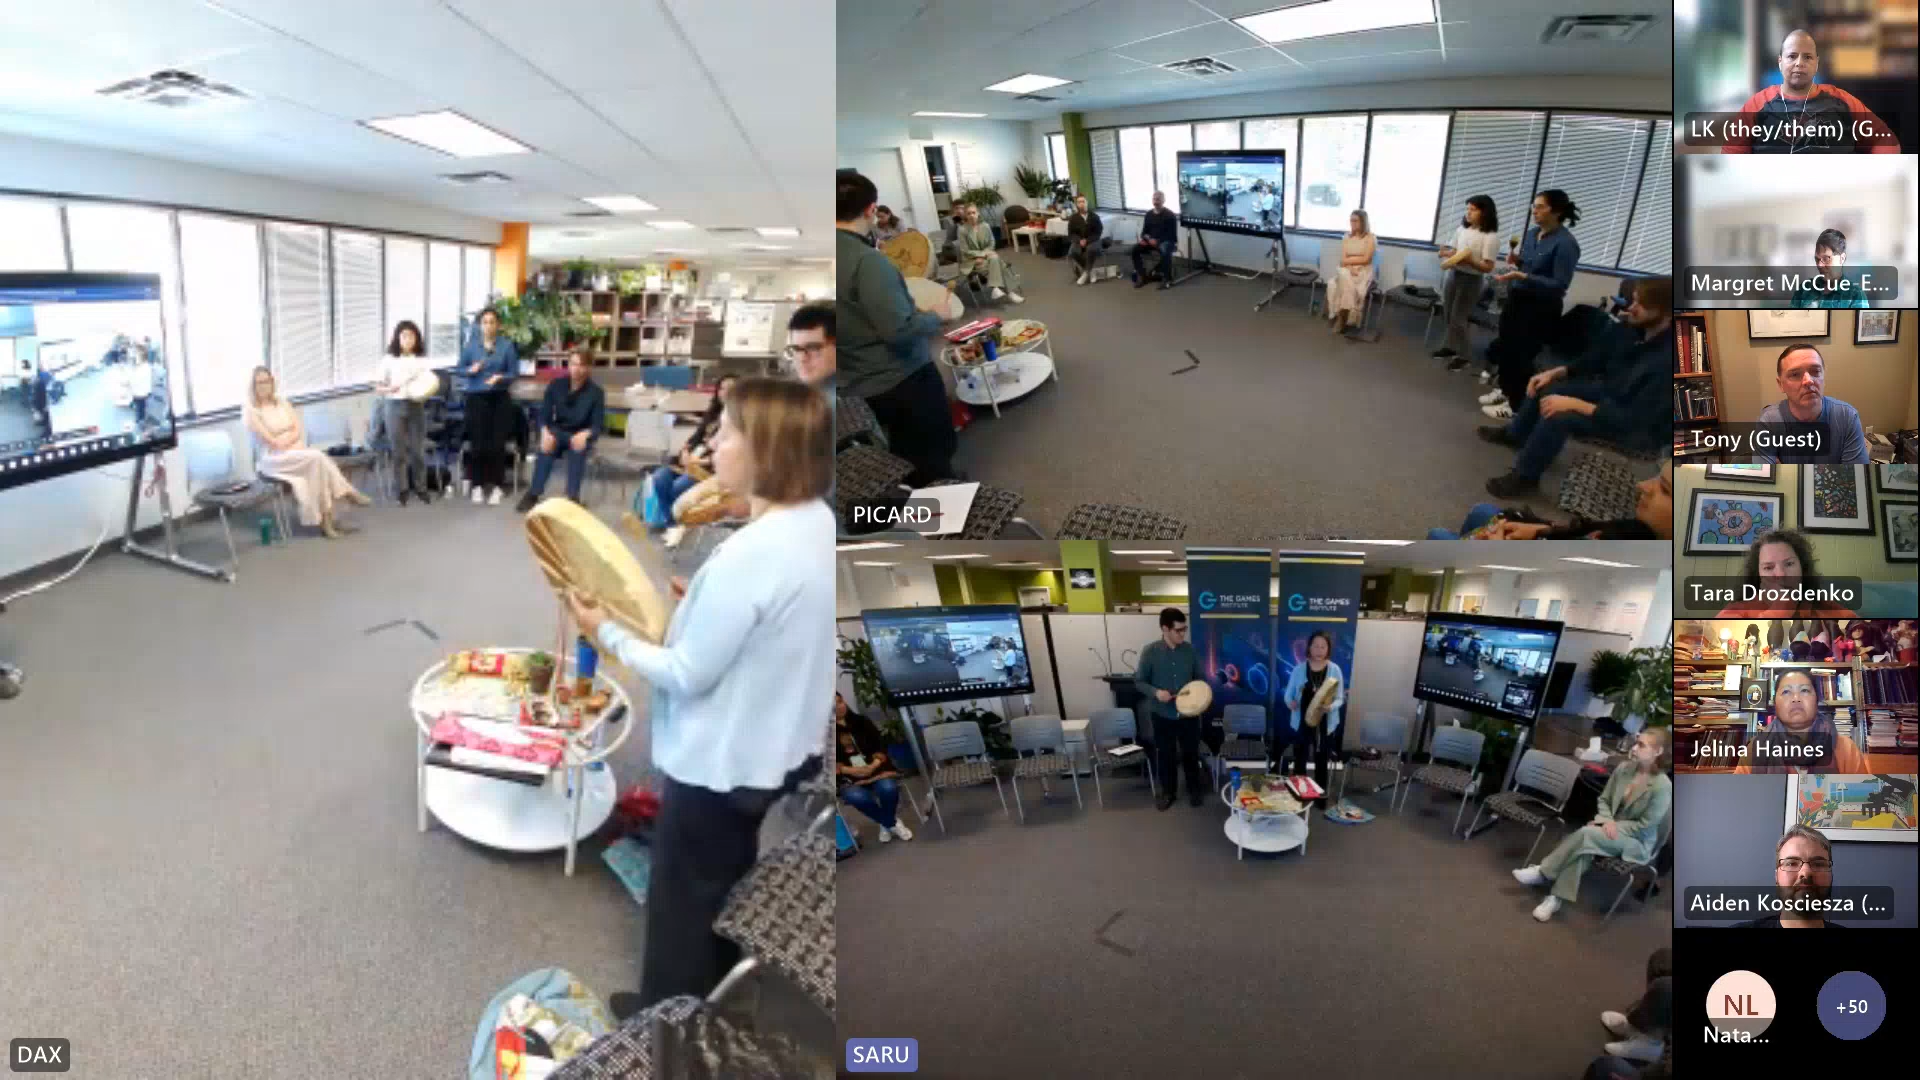 DAX
PICARD
THE GAMES
INSTITUTE
THE GAMES
INSTITUTE
SARU
LK (they/them) (G...
Margret McCue-E...
Tony (Guest)
Tara Drozdenko
Jelina Haines
Aiden Kosciesza (...
NL
Nata...
+50